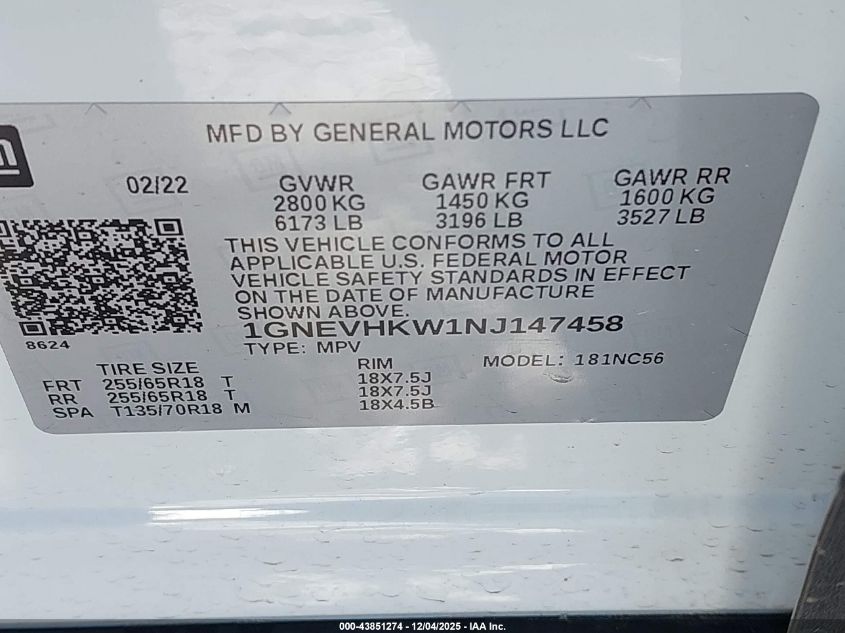 MFD BY GENERAL MOTORS LLC
02/22 GVWR GAWR FRT GAWR RR
2800 KG 1450 KG 1600 KG
6173 LB 3196 LB 3527 LB
THIS VEHICLE CONFORMS TO ALL
APPLICABLE U.S. FEDERAL MOTOR
VEHICLE SAFETY STANDARDS IN EFFECT
ON THE DATE OF MANUFACTURE
SHOWN ABOVE.
1GNEVHKW1NJ147458
8624
TYPE: MPV MODEL: 181NC56
TIRE SIZE RIM
FRT 255/65R18 T 18X7.5J
RR 255/65R18 T 18X7.5J
SPA T135/70R18 M 18X4.5B
000-43851274 - 12/04/2025 - IAA Inc.